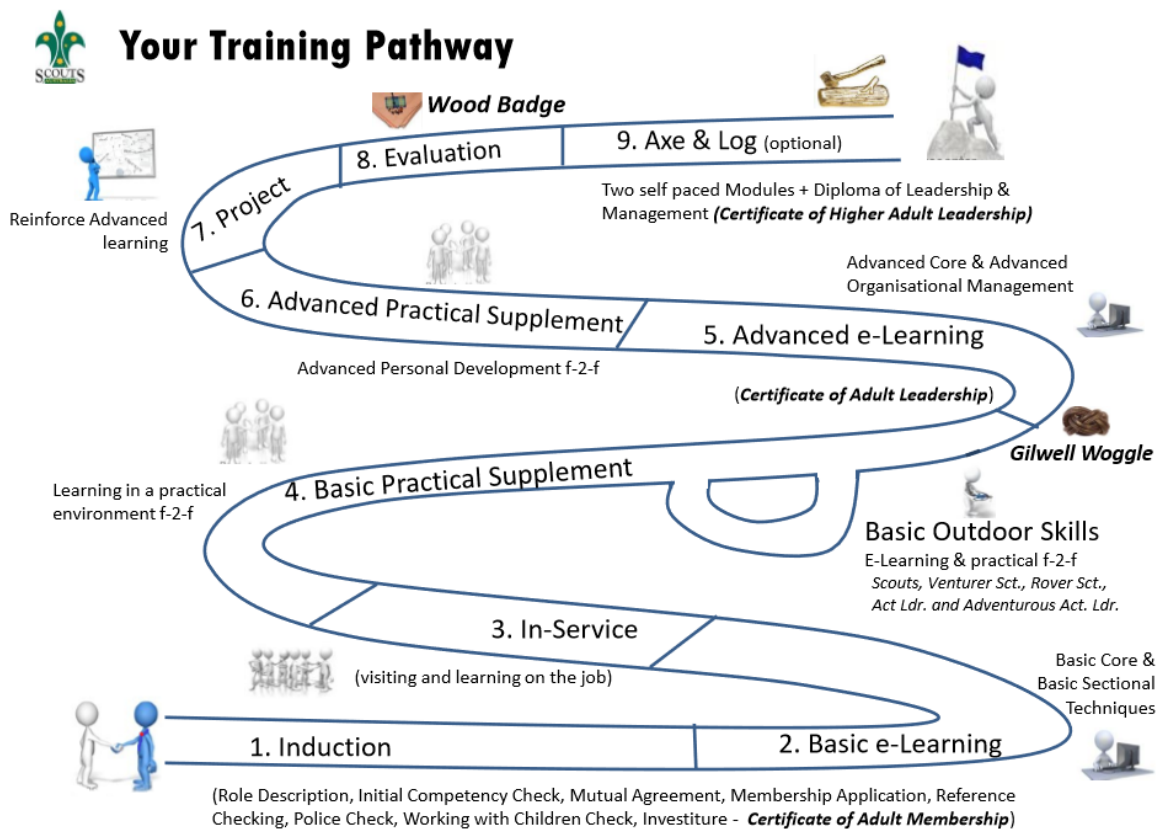 SCOUTS
Your Training Pathway
Wood Badge
8. Evaluation
9. Axe & Log (optional)
7. Project
Two self paced Modules + Diploma of Leadership &
Management (Certificate of Higher Adult Leadership)
Reinforce Advanced
learning
Advanced Core & Advanced
Organisational Management
6. Advanced Practical Supplement
5. Advanced e-Learning
Advanced Personal Development f-2-f
(Certificate of Adult Leadership)
Gilwell Woggle
4. Basic Practical Supplement
Learning in a practical
environment f-2-f
Basic Outdoor Skills
E-Learning & practical f-2-f
Scouts, Venturer Sct., Rover Sct.,
Act Ldr. and Adventurous Act. Ldr.
3. In-Service
(visiting and learning on the job)
Basic Core &
Basic Sectional
Techniques
1. Induction
2. Basic e-Learning
(Role Description, Initial Competency Check, Mutual Agreement, Membership Application, Reference
Checking, Police Check, Working with Children Check, Investiture - Certificate of Adult Membership)